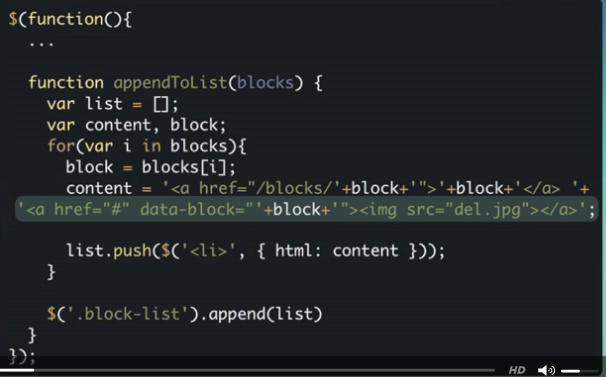 $(function(){
...
function appendToList(blocks) {
var list = [];
var content, block;
for(var i in blocks){
block = blocks[i];
content = '<a href="/blocks/'+block+'">'+block+'</a> '+
'<a href="#" data-block="'+block+'"><img src="del.jpg"></a>';
list.push($('<li>', { html: content }));
}
$('.block-list').append(list)
}
});
HD